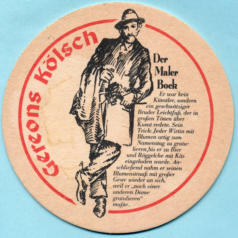 Gereons Kölsch
Der
Maler
Bock
Er war kein
Künstler, sondern
ein geschwätziger
Bruder Leichtfuß, der in
großen Tönen über
Kunst redete. Sein
Trick: Jeder Wirtin mit
Blumen artig zum
Namenstag zu gratu-
lieren, bis er zu Bier
und Röggelche mit Käs
eingeladen wurde. An-
schließend nahm er seinen
Blumenstrauß mit großer
Geste wieder an sich,
weil er „noch einer
anderen Dame
gratulieren"
mußte.